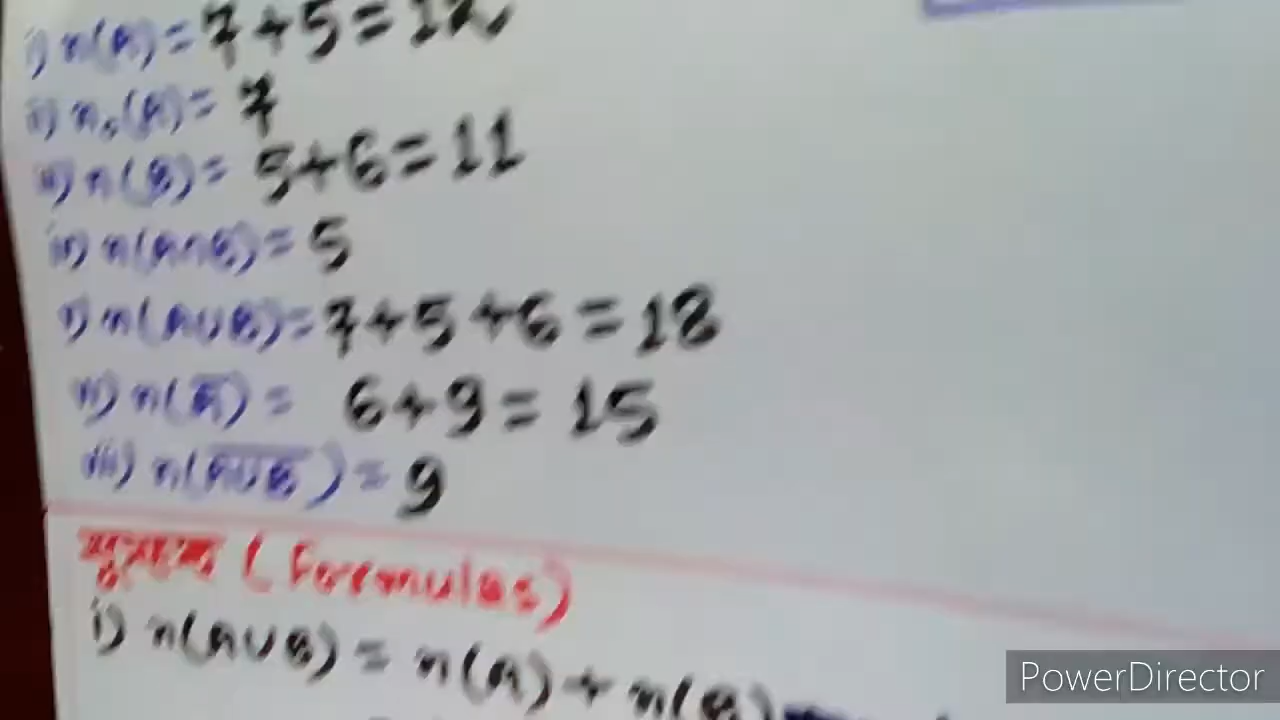 i) n(A) = 7+5=12
ii) n₀(A) = 7
iii) n(B) = 5+6=11
iv) n(A∩B) = 5
v) n(A∪B) = 7+5+6=18
vi) n(A̅) = 6+9=15
vii) n(A̅∪̅B̅) = 9
(Formulas)
i) n(A∪B) = n(A) + n(B)
PowerDirector